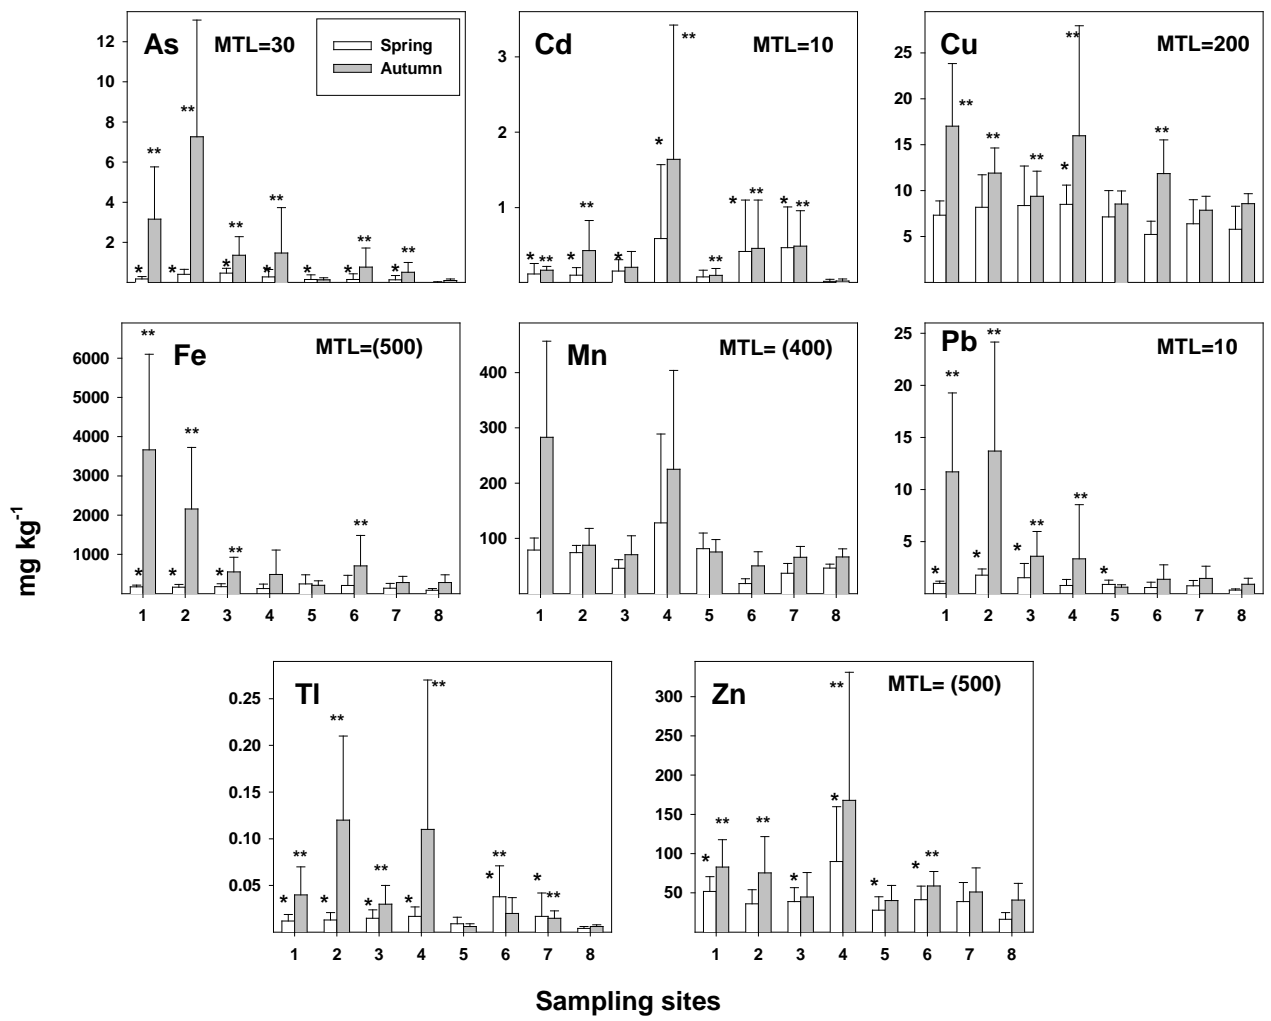 As MTL=30
Spring
Autumn
12
10
8
6
4
2
** ** ** ** ** **
* * * * * * *
Cd MTL=10
3
2
1
** ** ** ** ** **
* * * * * *
Cu MTL=200
25
20
15
10
5
** ** ** ** **
*
Fe MTL=(500)
6000
5000
4000
3000
2000
1000
** ** ** **
* * *
1 2 3 4 5 6 7 8
Mn MTL= (400)
400
300
200
100
1 2 3 4 5 6 7 8
Pb MTL=10
25
20
15
10
5
** ** ** **
* * * *
1 2 3 4 5 6 7 8
mg kg-1
Tl
0.25
0.20
0.15
0.10
0.05
** ** ** ** ** **
* * * * * *
1 2 3 4 5 6 7 8
Zn MTL= (500)
300
250
200
150
100
50
** ** ** **
* * * * *
1 2 3 4 5 6 7 8
Sampling sites